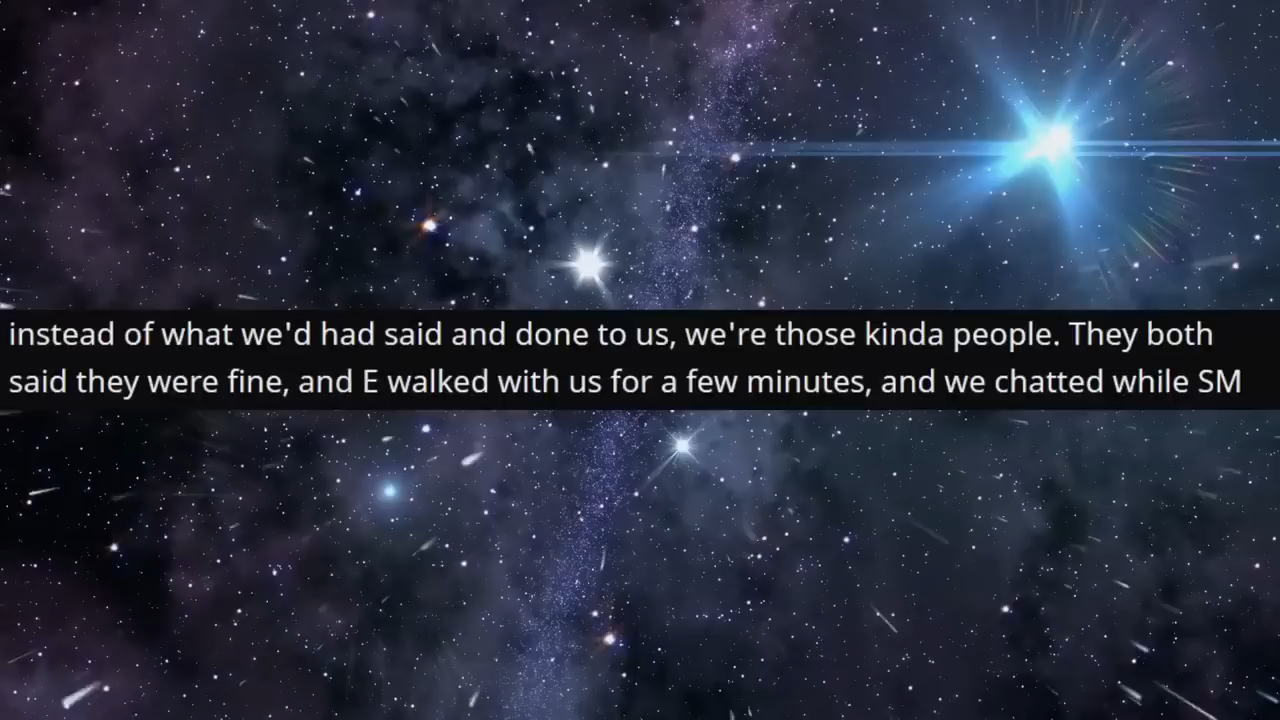 instead of what we'd had said and done to us, we're those kinda people. They both
said they were fine, and E walked with us for a few minutes, and we chatted while SM